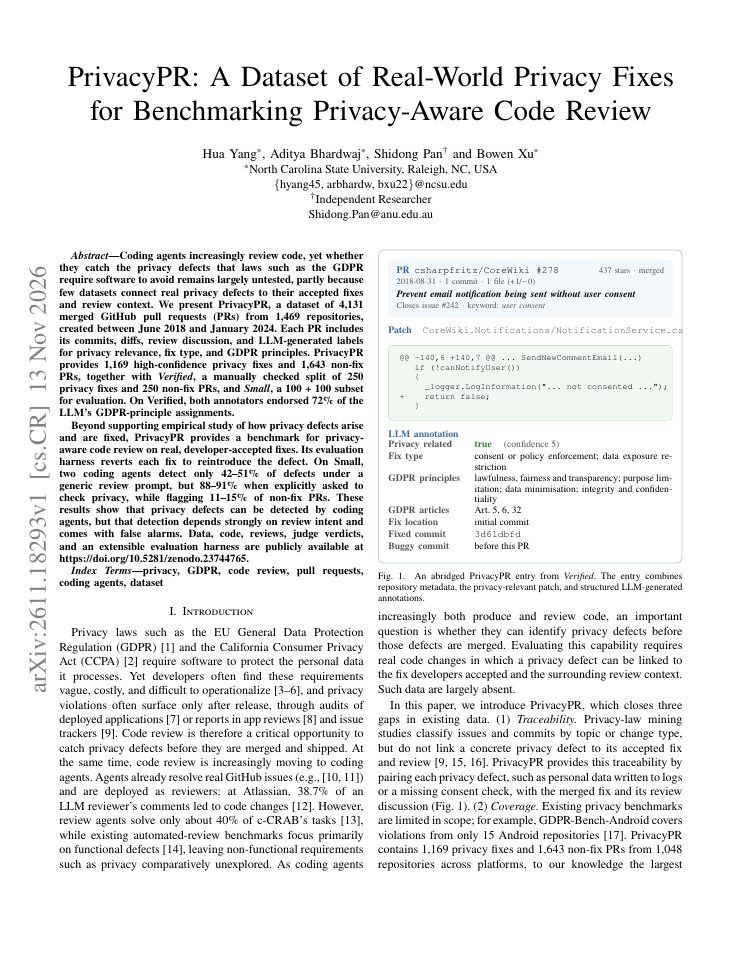 PrivacyPR: A Dataset of Real-World Privacy Fixes
for Benchmarking Privacy-Aware Code Review
Hua Yang*, Aditya Bhardwaj*, Shidong Pan† and Bowen Xu*
*North Carolina State University, Raleigh, NC, USA
{hyang45, arbhardw, bxu22}@ncsu.edu
†Independent Researcher
Shidong.Pan@anu.edu.au
arXiv:2611.18293v1 [cs.CR] 13 Nov 2026
Abstract—Coding agents increasingly review code, yet whether
they catch the privacy defects that laws such as the GDPR
require software to avoid remains largely untested, partly because
few datasets connect real privacy defects to their accepted fixes
and review context. We present PrivacyPR, a dataset of 4,131
merged GitHub pull requests (PRs) from 1,469 repositories,
created between June 2018 and January 2024. Each PR includes
its commits, diffs, review discussion, and LLM-generated labels
for privacy relevance, fix type, and GDPR principles. PrivacyPR
provides 1,169 high-confidence privacy fixes and 1,643 non-fix
PRs, together with Verified, a manually checked split of 250
privacy fixes and 250 non-fix PRs, and Small, a 100 + 100 subset
for evaluation. On Verified, both annotators endorsed 72% of the
LLM's GDPR-principle assignments.
Beyond supporting empirical study of how privacy defects arise
and are fixed, PrivacyPR provides a benchmark for privacy-
aware code review on real, developer-accepted fixes. Its evaluation
harness reverts each fix to reintroduce the defect. On Small,
two coding agents detect only 42–51% of defects under a
generic review prompt, but 88–91% when explicitly asked to
check privacy, while flagging 11–15% of non-fix PRs. These
results show that privacy defects can be detected by coding
agents, but that detection depends strongly on review intent and
comes with false alarms. Data, code, reviews, judge verdicts,
and an extensible evaluation harness are publicly available at
https://doi.org/10.5281/zenodo.23744765.
Index Terms—privacy, GDPR, code review, pull requests,
coding agents, dataset
I. INTRODUCTION
Privacy laws such as the EU General Data Protection
Regulation (GDPR) [1] and the California Consumer Privacy
Act (CCPA) [2] require software to protect the personal data
it processes. Yet developers often find these requirements
vague, costly, and difficult to operationalize [3–6], and privacy
violations often surface only after release, through audits of
deployed applications [7] or reports in app reviews [8] and issue
trackers [9]. Code review is therefore a critical opportunity to
catch privacy defects before they are merged and shipped. At
the same time, code review is increasingly moving to coding
agents. Agents already resolve real GitHub issues (e.g., [10, 11])
and are deployed as reviewers: at Atlassian, 38.7% of an
LLM reviewer's comments led to code changes [12]. However,
review agents solve only about 40% of c-CRAB's tasks [13],
while existing automated-review benchmarks focus primarily
on functional defects [14], leaving non-functional requirements
such as privacy comparatively unexplored. As coding agents
PR csharpfritz/CoreWiki #278 437 stars · merged
2018-08-31 · 1 commit · 1 file (+1/−0)
Prevent email notification being sent without user consent
Closes issue #242 · keyword: user consent
Patch CoreWiki.Notifications/NotificationService.cs
@@ -140,6 +140,7 @@ ... SendNewCommentEmail(...)
if (!canNotifyUser())
{
_logger.LogInformation("... not consented ...");
+ return false;
}
LLM annotation
Privacy related true (confidence 5)
Fix type consent or policy enforcement; data exposure re-
striction
GDPR principles lawfulness, fairness and transparency; purpose lim-
itation; data minimisation; integrity and confiden-
tiality
GDPR articles Art. 5, 6, 32
Fix location initial commit
Fixed commit 3d61dbfd
Buggy commit before this PR
Fig. 1. An abridged PrivacyPR entry from Verified. The entry combines
repository metadata, the privacy-relevant patch, and structured LLM-generated
annotations.
increasingly both produce and review code, an important
question is whether they can identify privacy defects before
those defects are merged. Evaluating this capability requires
real code changes in which a privacy defect can be linked to
the fix developers accepted and the surrounding review context.
Such data are largely absent.
In this paper, we introduce PrivacyPR, which closes three
gaps in existing data. (1) Traceability. Privacy-law mining
studies classify issues and commits by topic or change type,
but do not link a concrete privacy defect to its accepted fix
and review [9, 15, 16]. PrivacyPR provides this traceability by
pairing each privacy defect, such as personal data written to logs
or a missing consent check, with the merged fix and its review
discussion (Fig. 1). (2) Coverage. Existing privacy benchmarks
are limited in scope; for example, GDPR-Bench-Android covers
violations from only 15 Android repositories [17]. PrivacyPR
contains 1,169 privacy fixes and 1,643 non-fix PRs from 1,048
repositories across platforms, to our knowledge the largest